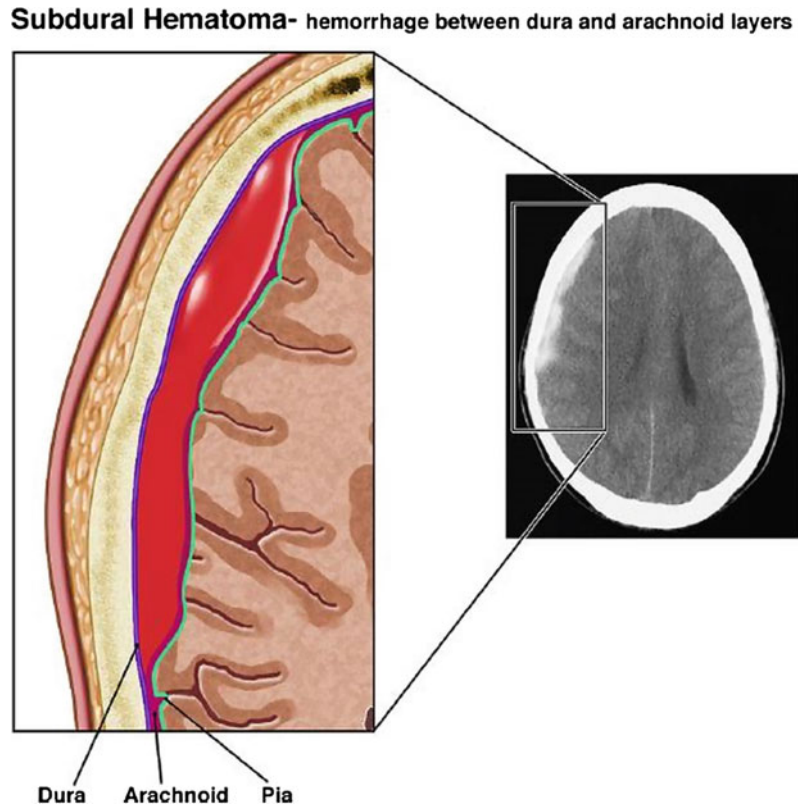 Subdural Hematoma- hemorrhage between dura and arachnoid layers
Dura Arachnoid Pia